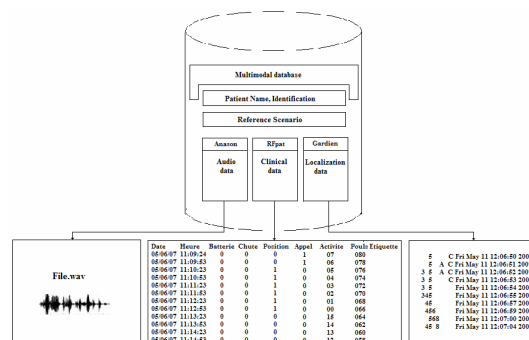 Multimodal database
Patient Name, Identification
Reference Scenario
Anason
Audio
data
RFpat
Clinical
data
Gardien
Localization
data
File.wav
Date Heure Batterie Chute Position Appel Activite Pouls Etiquette
05/06/07 11:09:24 0 0 0 1 07 080
05/06/07 11:09:53 0 0 0 1 06 078
05/06/07 11:10:23 0 0 1 0 05 076
05/06/07 11:10:53 0 0 1 0 04 074
05/06/07 11:11:23 0 0 1 0 03 072
05/06/07 11:11:53 0 0 1 0 02 070
05/06/07 11:12:23 0 0 1 0 01 068
05/06/07 11:12:53 0 0 1 0 00 066
05/06/07 11:13:23 0 0 0 0 15 064
05/06/07 11:13:53 0 0 0 0 14 062
05/06/07 11:14:23 0 0 0 0 13 060
5 C Fri May 11 12:06:50 200
5 A C Fri May 11 12:06:51 200
3 5 A C Fri May 11 12:06:52 200
3 5 C Fri May 11 12:06:53 200
3 5 Fri May 11 12:06:54 200
345 Fri May 11 12:06:55 200
45 Fri May 11 12:06:57 200
456 Fri May 11 12:06:59 200
568 Fri May 11 12:07:00 200
45 8 Fri May 11 12:07:04 200